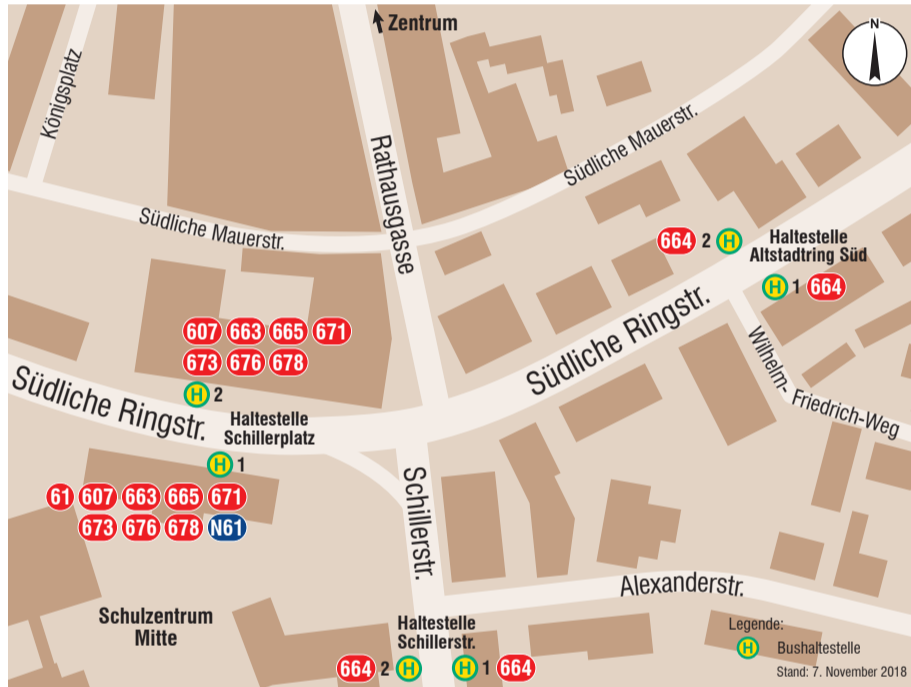 Zentrum
N
Königsplatz
Rathausgasse
Südliche Mauerstr.
Südliche Mauerstr.
664 2 H
Haltestelle
Altstadtring Süd
H 1 664
607 663 665 671
673 676 678
H 2
Südliche Ringstr.
Südliche Ringstr.
Wilhelm-
Friedrich-Weg
Haltestelle
Schillerplatz
H 1
61 607 663 665 671
673 676 678 N61
Schillerstr.
Alexanderstr.
Schulzentrum
Mitte
Haltestelle
Schillerstr.
664 2 H
H 1 664
Legende:
H Bushaltestelle
Stand: 7. November 2018